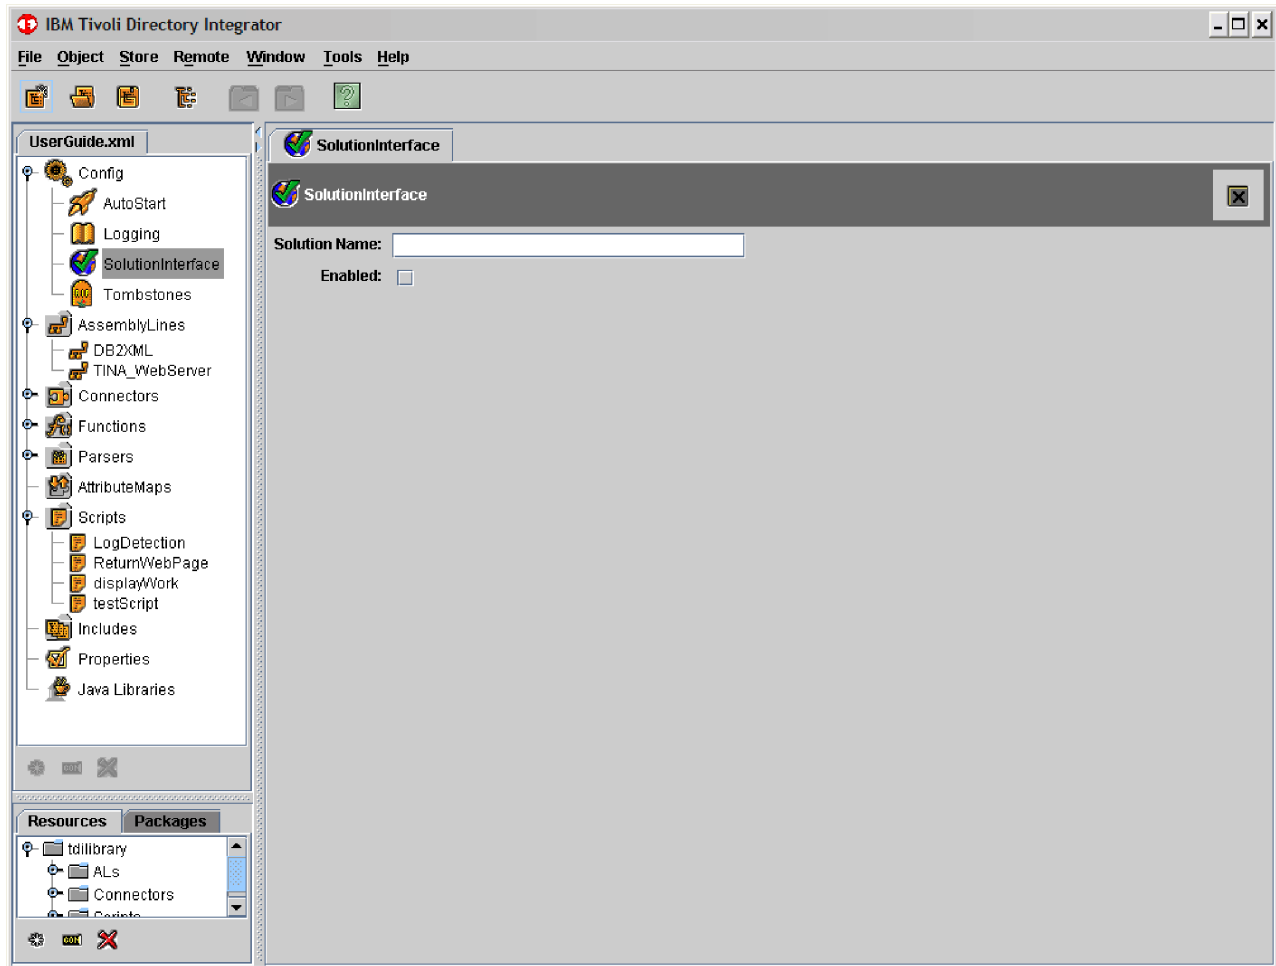 IBM Tivoli Directory Integrator
File Object Store Remote Window Tools Help
UserGuide.xml
SolutionInterface
SolutionInterface
Solution Name:
Enabled:
Config
AutoStart
Logging
SolutionInterface
Tombstones
AssemblyLines
DB2XML
TINA_WebServer
Connectors
Functions
Parsers
AttributeMaps
Scripts
LogDetection
ReturnWebPage
displayWork
testScript
Includes
Properties
Java Libraries
Resources Packages
tdilibrary
ALs
Connectors
Scripts